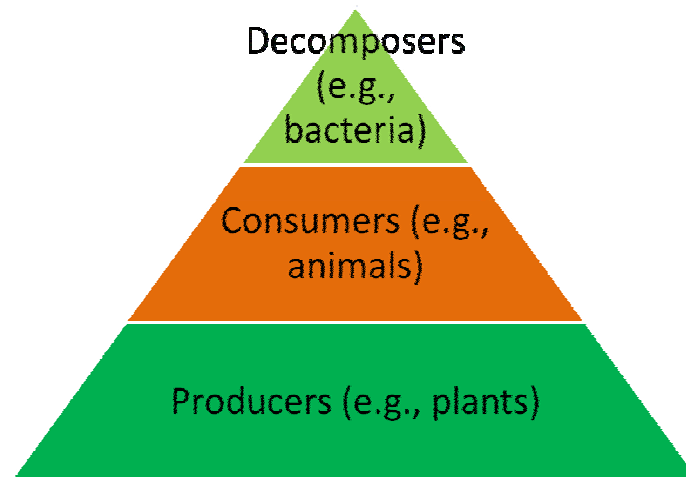 Decomposers
(e.g.,
bacteria)
Consumers (e.g.,
animals)
Producers (e.g., plants)